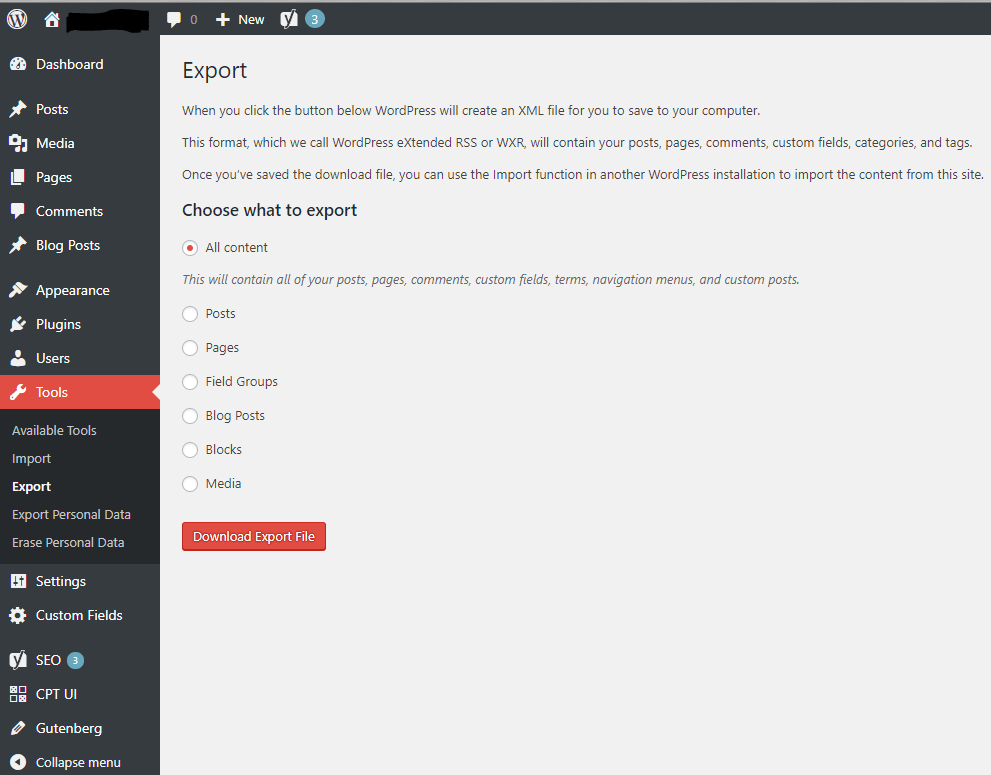 0 New 3
Dashboard
Posts
Media
Pages
Comments
Blog Posts
Appearance
Plugins
Users
Tools
Available Tools
Import
Export
Export Personal Data
Erase Personal Data
Settings
Custom Fields
SEO 3
CPT UI
Gutenberg
Collapse menu
Export
When you click the button below WordPress will create an XML file for you to save to your computer.
This format, which we call WordPress eXtended RSS or WXR, will contain your posts, pages, comments, custom fields, categories, and tags.
Once you've saved the download file, you can use the Import function in another WordPress installation to import the content from this site.
Choose what to export
All content
This will contain all of your posts, pages, comments, custom fields, terms, navigation menus, and custom posts.
Posts
Pages
Field Groups
Blog Posts
Blocks
Media
Download Export File